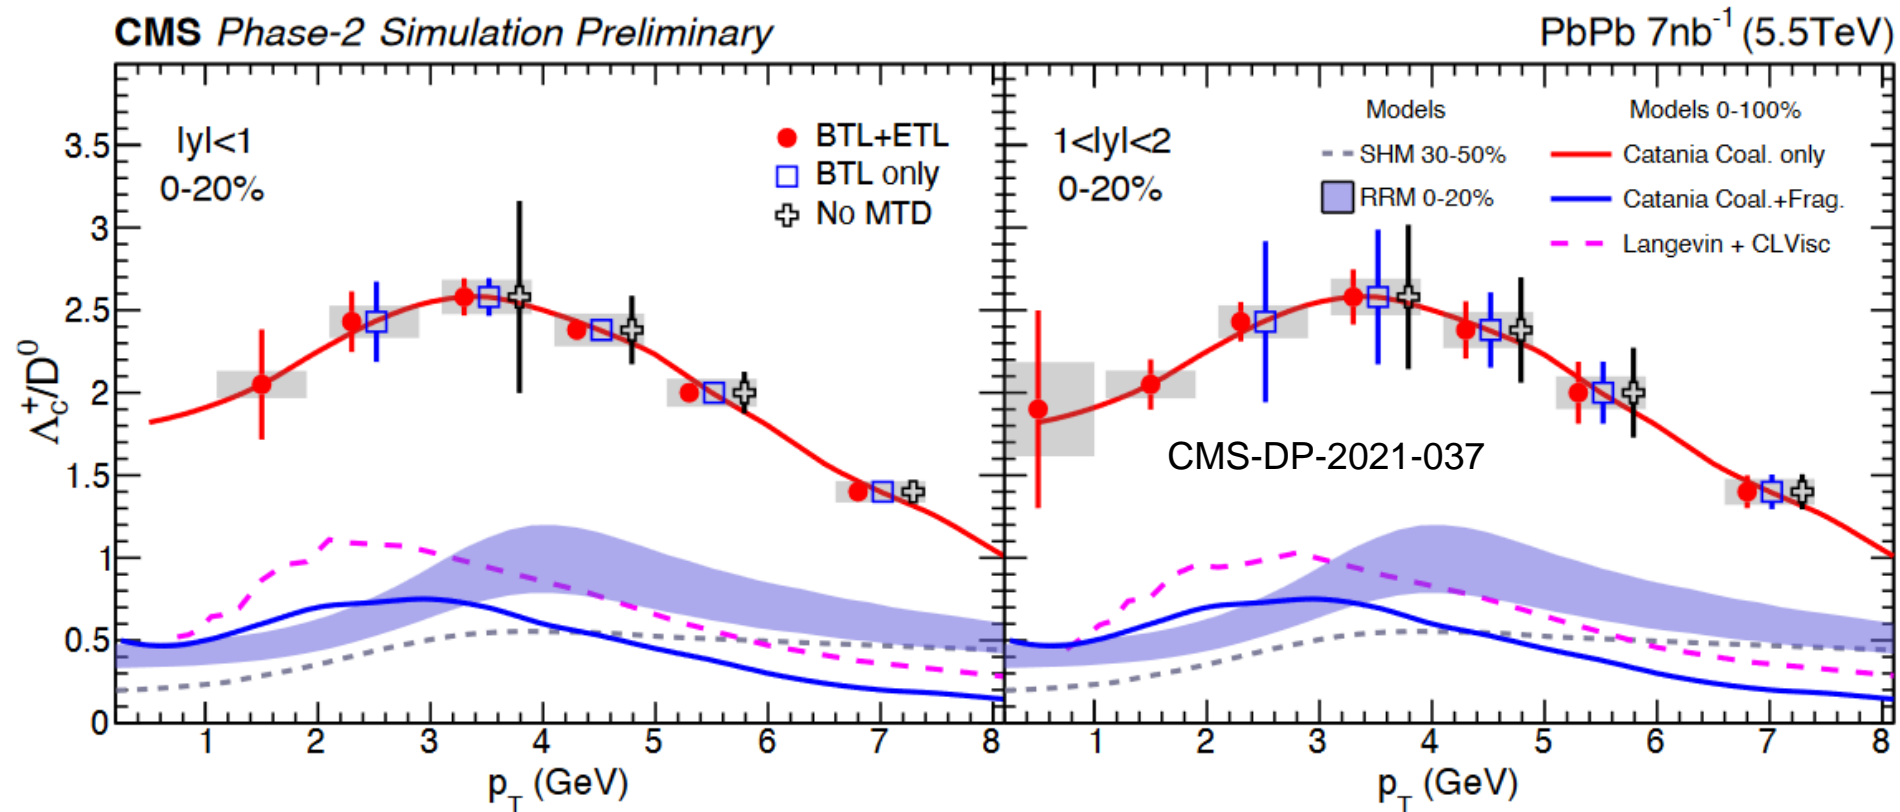 CMS Phase-2 Simulation Preliminary
PbPb 7nb⁻¹ (5.5TeV)
|y|<1
0-20%
BTL+ETL
BTL only
No MTD
1<|y|<2
0-20%
Models
SHM 30-50%
RRM 0-20%
Models 0-100%
Catania Coal. only
Catania Coal.+Frag.
Langevin + CLVisc
CMS-DP-2021-037
Λ_C⁺/D⁰
3.5
3
2.5
2
1.5
1
0.5
0
1 2 3 4 5 6 7 8
1 2 3 4 5 6 7 8
p_T (GeV)
p_T (GeV)